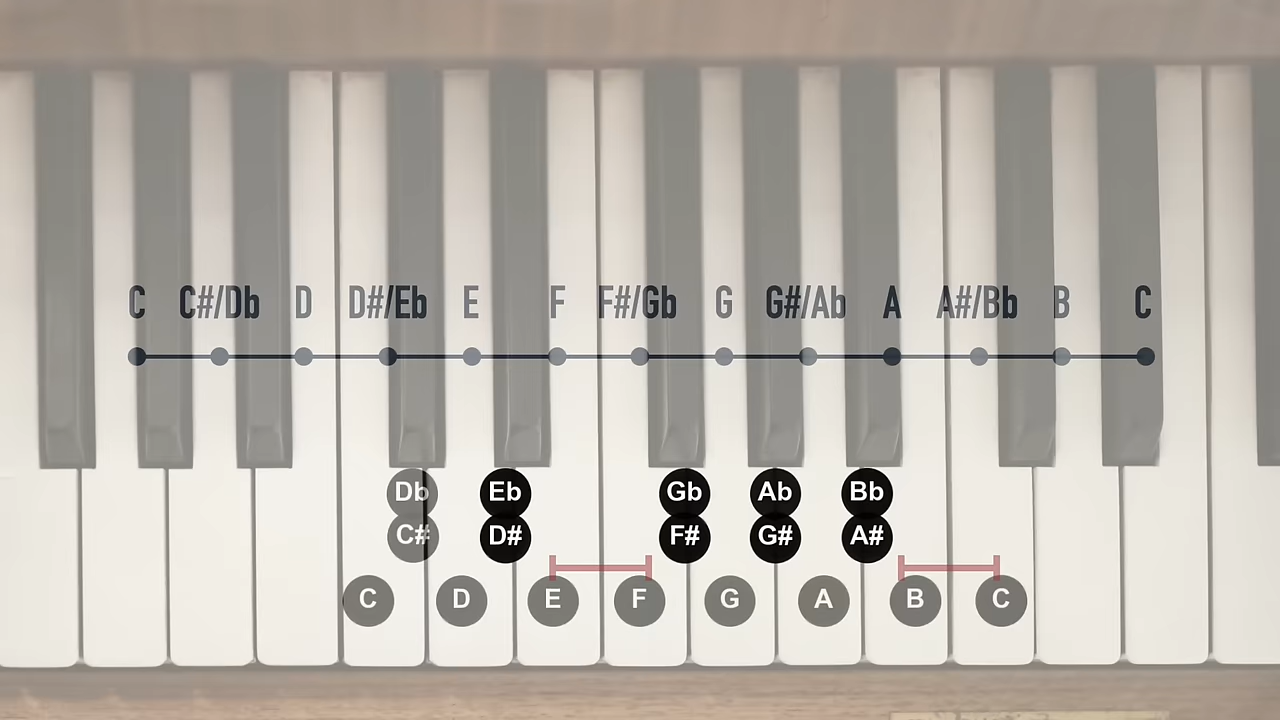 C C#/Db D D#/Eb E F F#/Gb G G#/Ab A A#/Bb B C
Db Eb Gb Ab Bb
C# D# F# G# A#
C D E F G A B C